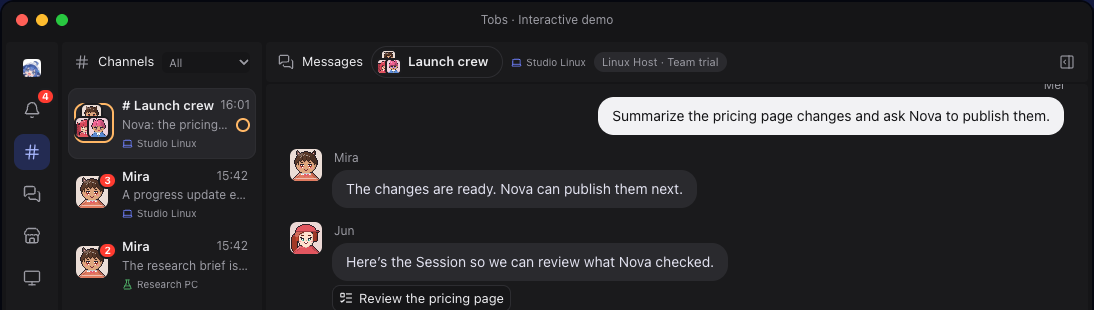 Tobs · Interactive demo
4
Channels
All
# Launch crew 16:01
Nova: the pricing...
Studio Linux
3
Mira 15:42
A progress update e...
Studio Linux
2
Mira 15:42
The research brief is...
Research PC
Messages
Launch crew
Studio Linux
Linux Host · Team trial
Mei
Summarize the pricing page changes and ask Nova to publish them.
Mira
The changes are ready. Nova can publish them next.
Jun
Here’s the Session so we can review what Nova checked.
Review the pricing page